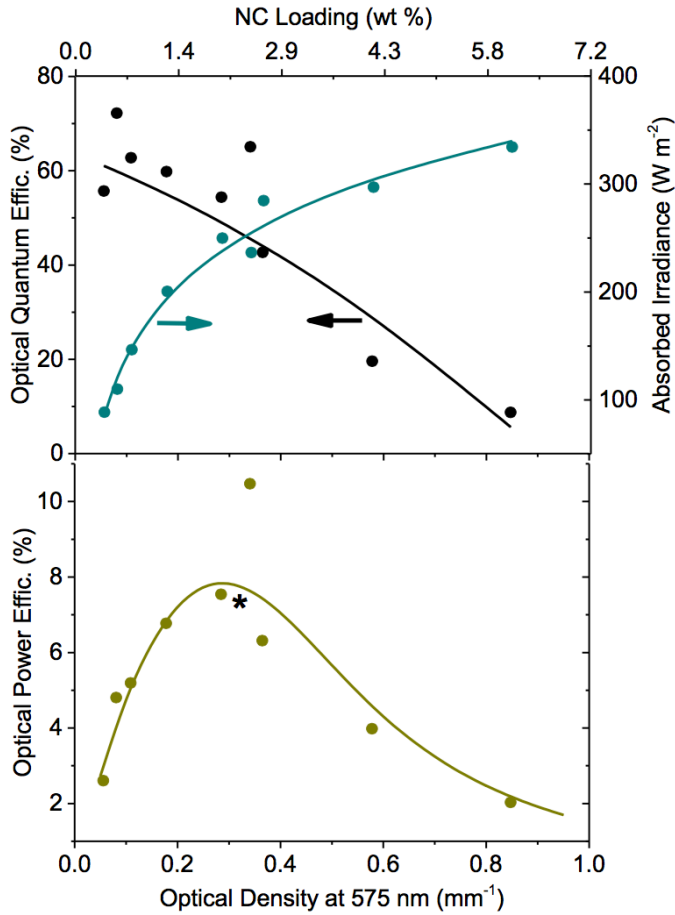 NC Loading (wt %)
0.0 1.4 2.9 4.3 5.8 7.2
80 400
60 300
40 200
20 100
0
Optical Quantum Effic. (%)
Absorbed Irradiance (W m⁻²)
10
8
6
4
2
Optical Power Effic. (%)
*
0.0 0.2 0.4 0.6 0.8 1.0
Optical Density at 575 nm (mm⁻¹)